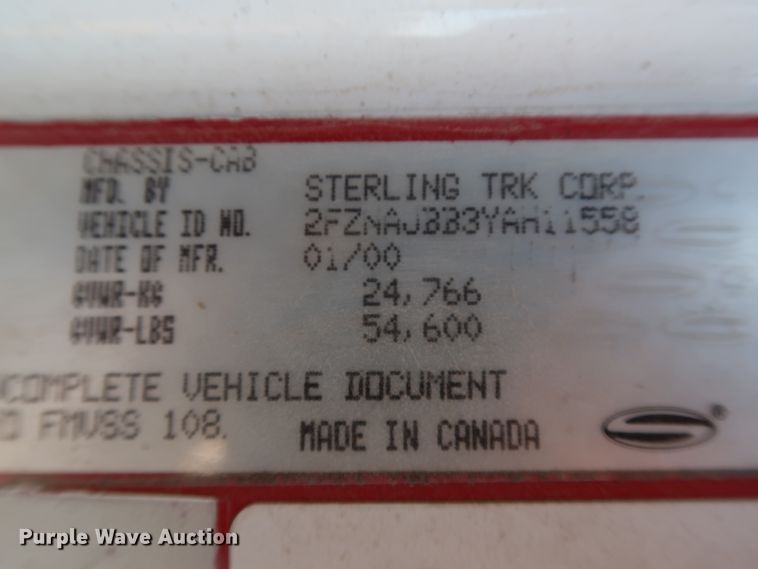 CHASSIS-CAB
MFD. BY STERLING TRK CORP.
VEHICLE ID NO. 2FZNAJBB3YAH11558
DATE OF MFR. 01/00
GVWR-KG 24,766
GVWR-LBS 54,600
NCOMPLETE VEHICLE DOCUMENT
D FMVSS 108.
MADE IN CANADA
®
Purple Wave Auction